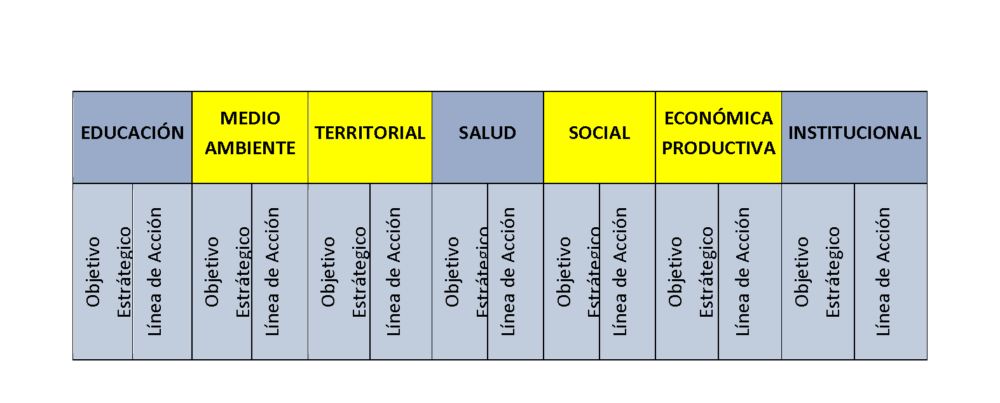 EDUCACIÓN
MEDIO
AMBIENTE
TERRITORIAL
SALUD
SOCIAL
ECONÓMICA
PRODUCTIVA
INSTITUCIONAL
Objetivo
Estrátegico
Línea de Acción
Objetivo
Estrátegico
Línea de Acción
Objetivo
Estrátegico
Línea de Acción
Objetivo
Estrátegico
Línea de Acción
Objetivo
Estrátegico
Línea de Acción
Objetivo
Estrátegico
Línea de Acción
Objetivo
Estrátegico
Línea de Acción